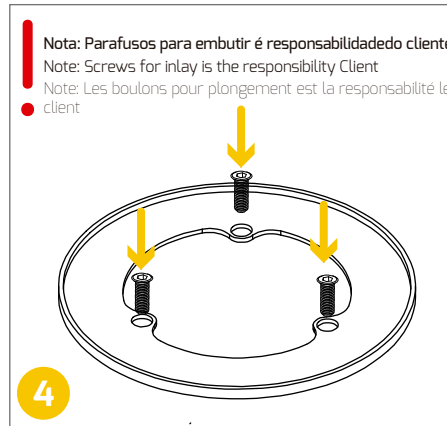 Nota: Parafusos para embutir é responsabilidadedo cliente
Note: Screws for inlay is the responsibility Client
Note: Les boulons pour plongement est la responsabilité le
client
4